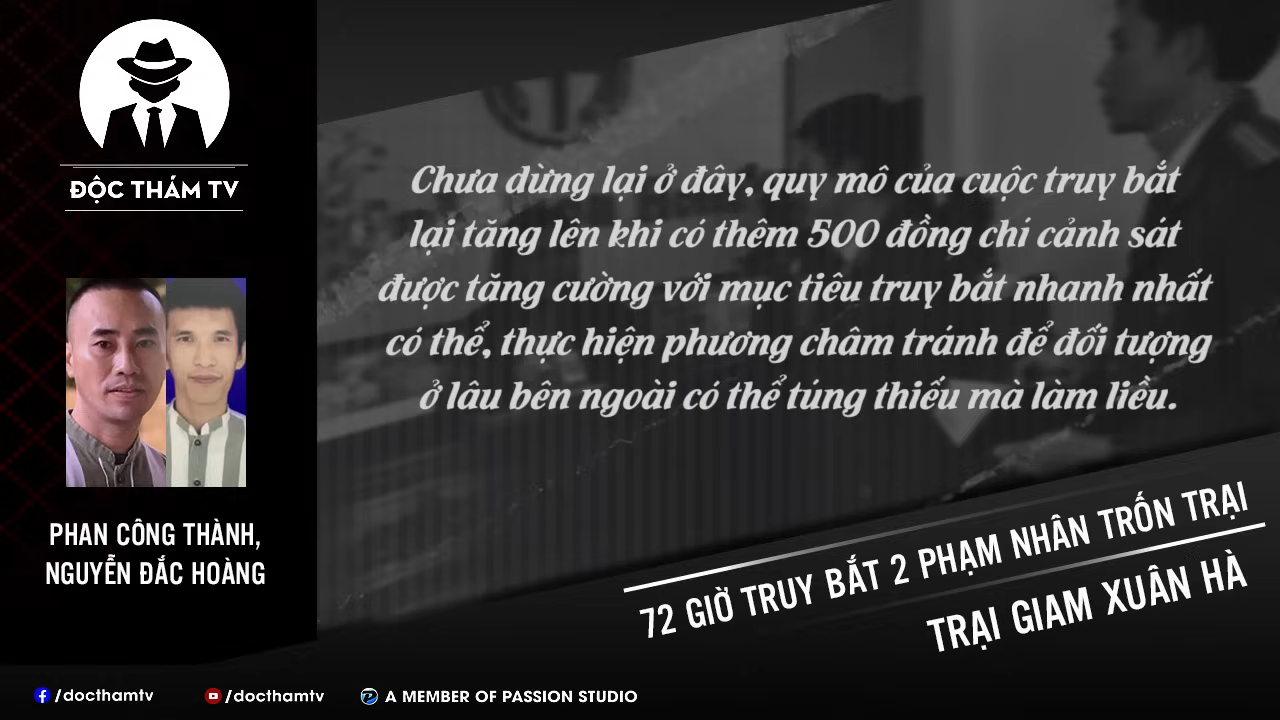 ĐỘC THÁM TV
PHAN CÔNG THÀNH,
NGUYỄN ĐẮC HOÀNG
Chưa dừng lại ở đây, quy mô của cuộc truy bắt
lại tăng lên khi có thêm 500 đồng chí cảnh sát
được tăng cường với mục tiêu truy bắt nhanh nhất
có thể, thực hiện phương châm tránh để đối tượng
ở lâu bên ngoài có thể túng thiếu mà làm liều.
72 GIỜ TRUY BẮT 2 PHẠM NHÂN TRỐN TRẠI
TRẠI GIAM XUÂN HÀ
/docthamtv
/docthamtv
A MEMBER OF PASSION STUDIO